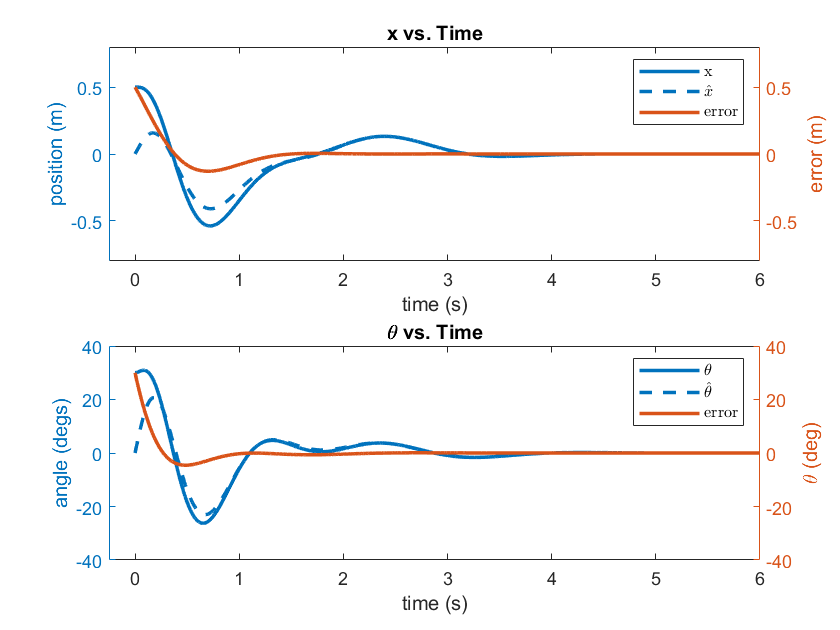 x vs. Time
position (m)
0.5
0
-0.5
x
x̂
error
0.5
0
-0.5
error (m)
0 1 2 3 4 5 6
time (s)
θ vs. Time
angle (degs)
40
20
0
-20
-40
θ
θ̂
error
40
20
0
-20
-40
θ (deg)
0 1 2 3 4 5 6
time (s)